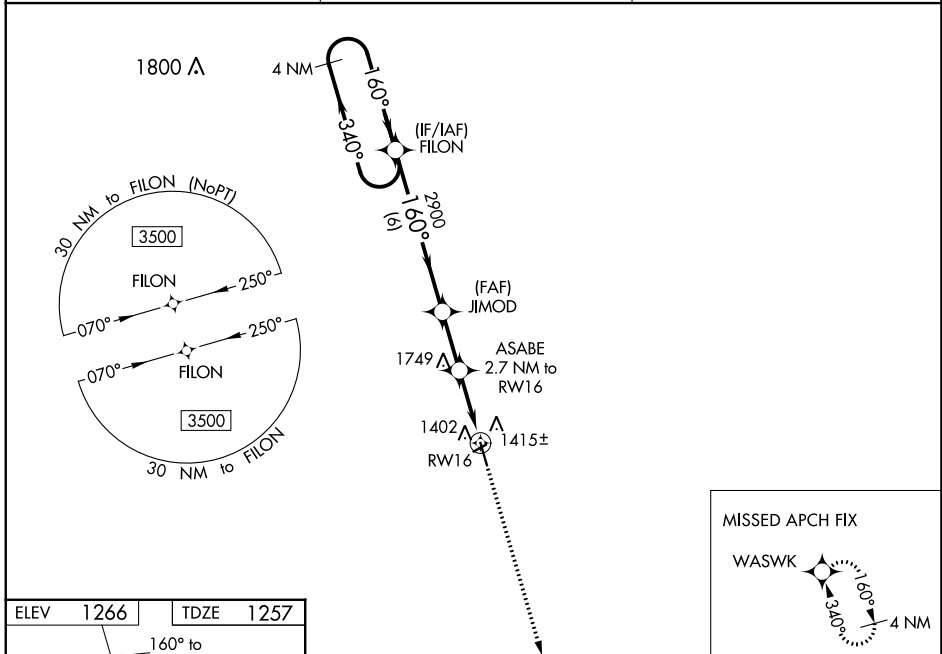 1800
4 NM
160°
340°
(IF/IAF)
FILON
2900
160°
(6)
30 NM to FILON (NoPT)
3500
FILON
250°
070°
250°
070°
FILON
3500
30 NM to FILON
(FAF)
JIMOD
1749
ASABE
2.7 NM to
RW16
1402
1415±
RW16
MISSED APCH FIX
WASWK
160°
340°
4 NM
ELEV 1266
TDZE 1257
160° to